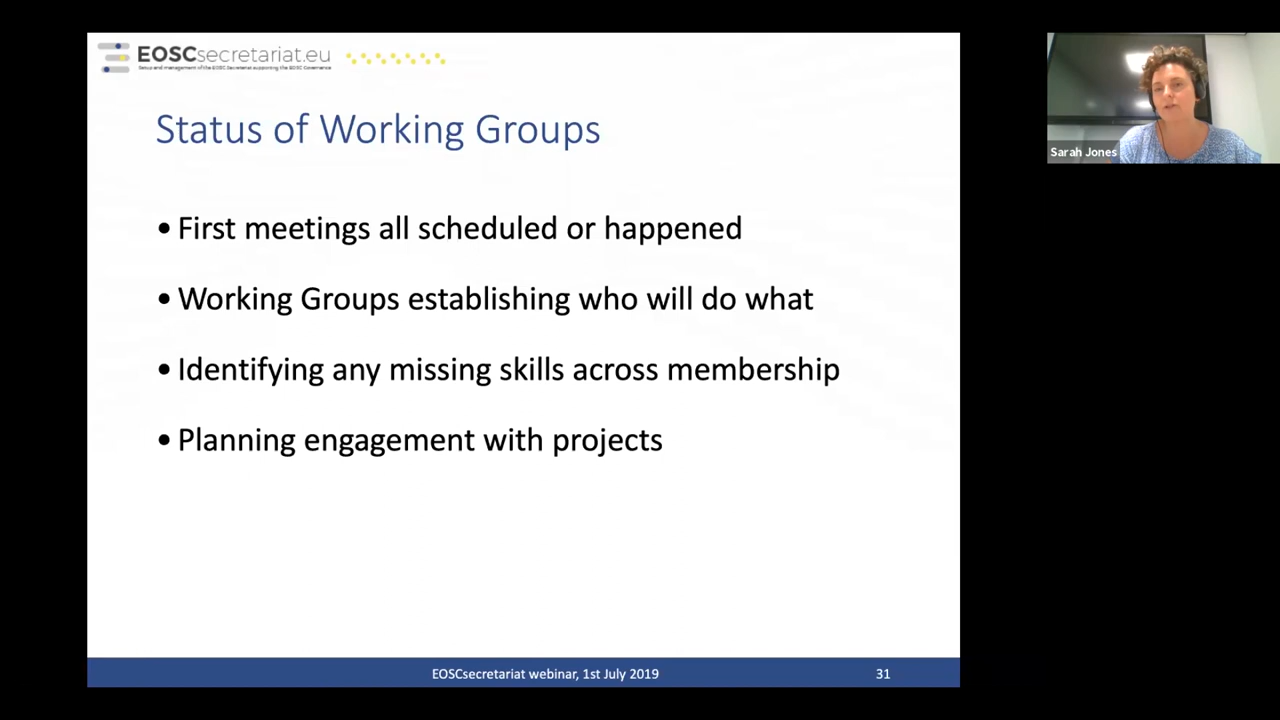 EOSCsecretariat.eu
Setup and management of the EOSC Secretariat supporting the EOSC Governance
Status of Working Groups
• First meetings all scheduled or happened
• Working Groups establishing who will do what
• Identifying any missing skills across membership
• Planning engagement with projects
EOSCsecretariat webinar, 1st July 2019
31
Sarah Jones